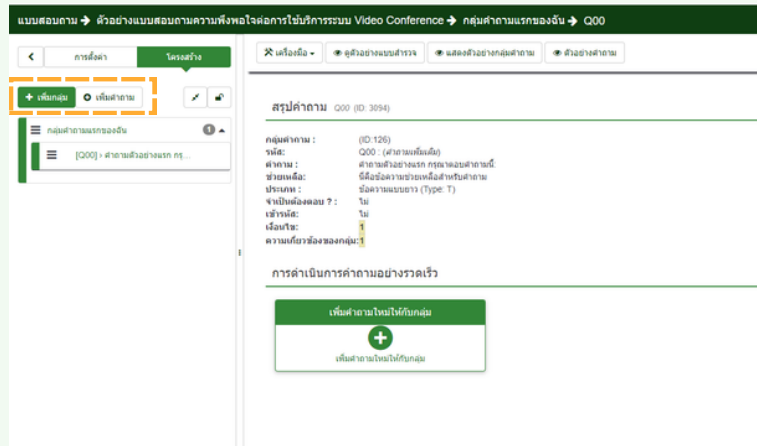 แบบสอบถาม → ตัวอย่างแบบสอบถามความพึงพอใจต่อการใช้บริการระบบ Video Conference → กลุ่มคำถามแรกของฉัน → Q00
การตั้งค่า
โครงสร้าง
เครื่องมือ
ดูตัวอย่างแบบสำรวจ
แสดงตัวอย่างกลุ่มคำถาม
ตัวอย่างคำถาม
เพิ่มกลุ่ม
เพิ่มคำถาม
กลุ่มคำถามแรกของฉัน
1
[Q00] › คำถามตัวอย่างแรก กรุ...
สรุปคำถาม Q00 (ID: 3094)
กลุ่มคำถาม : (ID:126)
รหัส: Q00 : (คำถามเพิ่มเติม)
คำถาม : คำถามตัวอย่างแรก กรุณาตอบคำถามนี้:
ช่วยเหลือ: นี่คือข้อความช่วยเหลือสำหรับคำถาม
ประเภท : ข้อความแบบยาว (Type: T)
จำเป็นต้องตอบ ? : ไม่
เข้ารหัส: ไม่
เงื่อนไข: 1
ความเกี่ยวข้องของกลุ่ม: 1
การดำเนินการคำถามอย่างรวดเร็ว
เพิ่มคำถามใหม่ให้กับกลุ่ม
เพิ่มคำถามใหม่ให้กับกลุ่ม